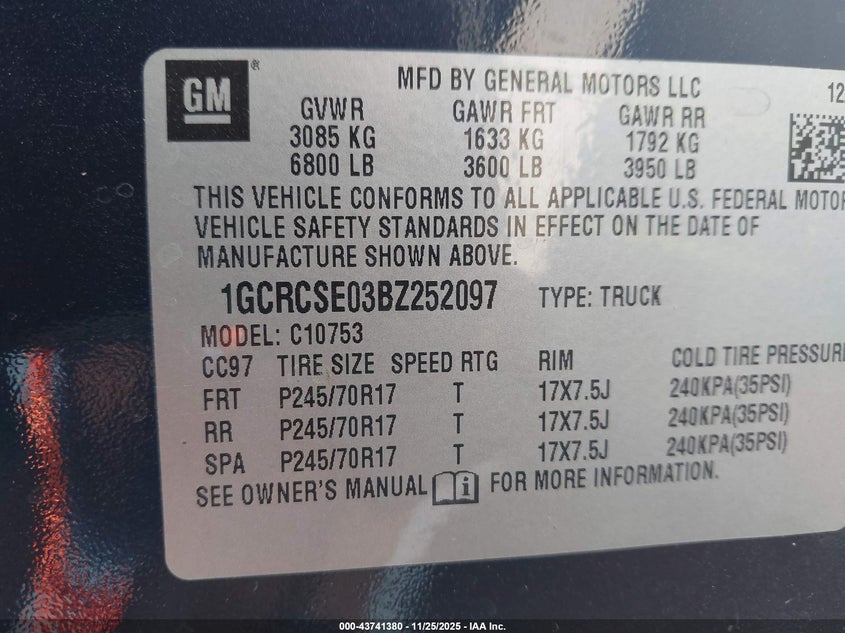 GM ®
MFD BY GENERAL MOTORS LLC 12
GVWR GAWR FRT GAWR RR
3085 KG 1633 KG 1792 KG
6800 LB 3600 LB 3950 LB
THIS VEHICLE CONFORMS TO ALL APPLICABLE U.S. FEDERAL MOTOR
VEHICLE SAFETY STANDARDS IN EFFECT ON THE DATE OF
MANUFACTURE SHOWN ABOVE.
1GCRCSE03BZ252097 TYPE: TRUCK
MODEL: C10753
CC97 TIRE SIZE SPEED RTG RIM COLD TIRE PRESSURE
FRT P245/70R17 T 17X7.5J 240KPA(35PSI)
RR P245/70R17 T 17X7.5J 240KPA(35PSI)
SPA P245/70R17 T 17X7.5J 240KPA(35PSI)
SEE OWNER'S MANUAL i FOR MORE INFORMATION.
000-43741380 — 11/25/2025 — IAA Inc.